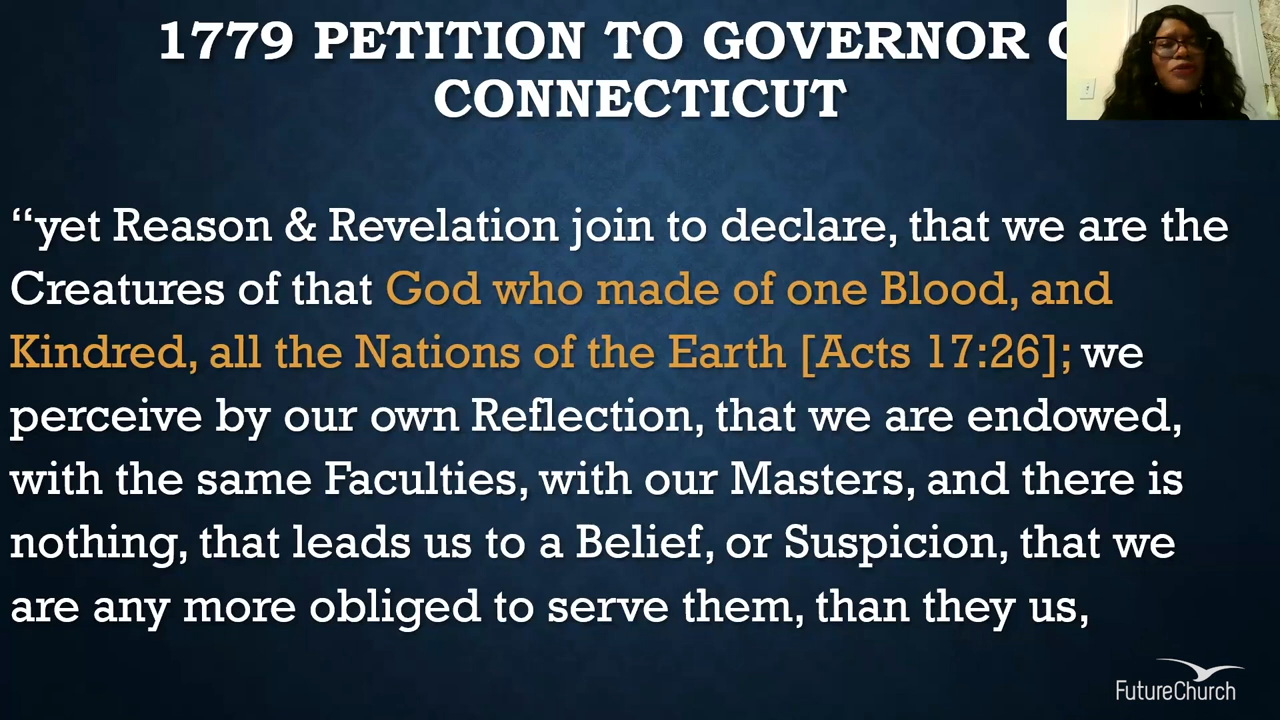 1779 PETITION TO GOVERNOR
CONNECTICUT
“yet Reason & Revelation join to declare, that we are the
Creatures of that God who made of one Blood, and
Kindred, all the Nations of the Earth [Acts 17:26]; we
perceive by our own Reflection, that we are endowed,
with the same Faculties, with our Masters, and there is
nothing, that leads us to a Belief, or Suspicion, that we
are any more obliged to serve them, than they us,
FutureChurch